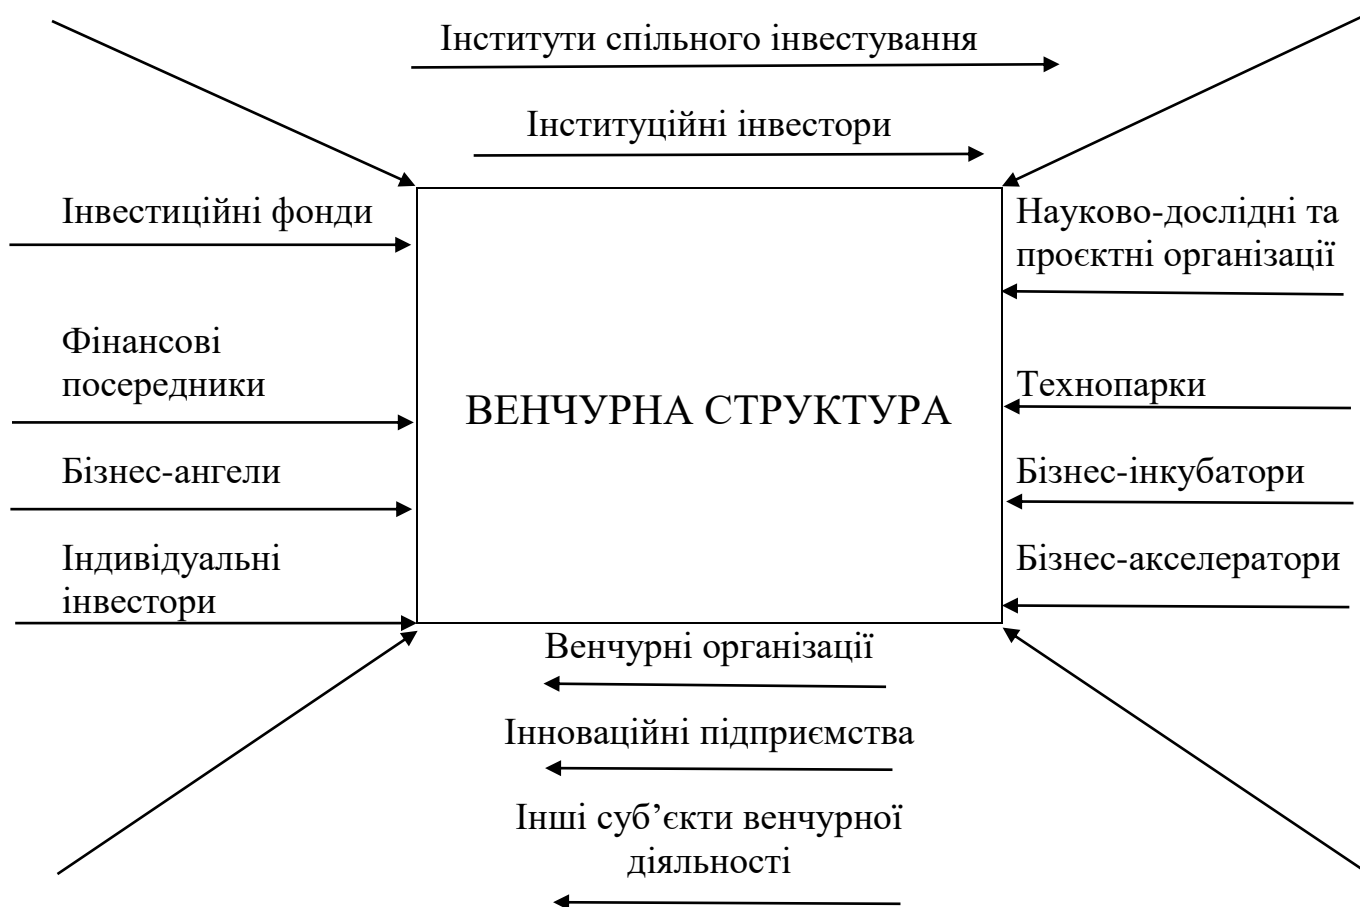 Інститути спільного інвестування
Інституційні інвестори
Інвестиційні фонди
Фінансові
посередники
Бізнес-ангели
Індивідуальні
інвестори
ВЕНЧУРНА СТРУКТУРА
Науково-дослідні та
проєктні організації
Технопарки
Бізнес-інкубатори
Бізнес-акселератори
Венчурні організації
Інноваційні підприємства
Інші суб’єкти венчурної
діяльності